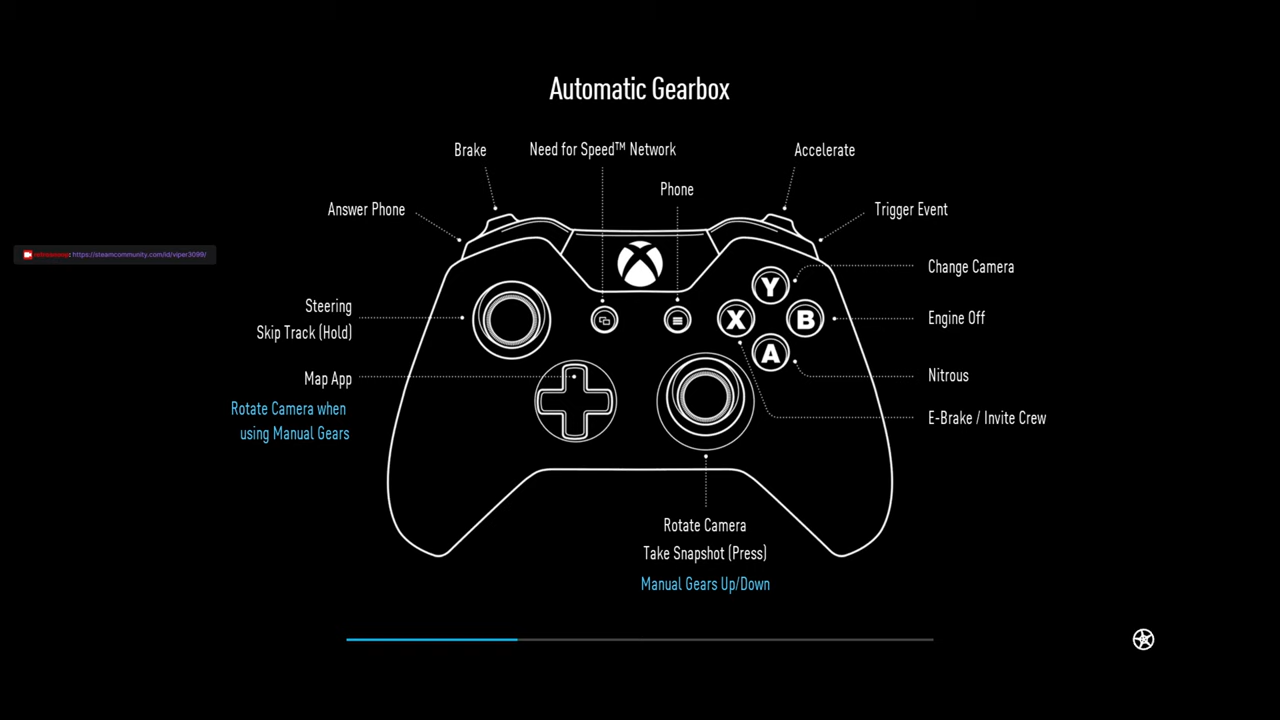 Automatic Gearbox
Brake
Need for Speed™ Network
Accelerate
Phone
Answer Phone
Trigger Event
https://steamcommunity.com/id/viper3099/
Change Camera
Steering
Skip Track (Hold)
Engine Off
Y
X
B
A
Map App
Nitrous
Rotate Camera when
using Manual Gears
E-Brake / Invite Crew
Rotate Camera
Take Snapshot (Press)
Manual Gears Up/Down